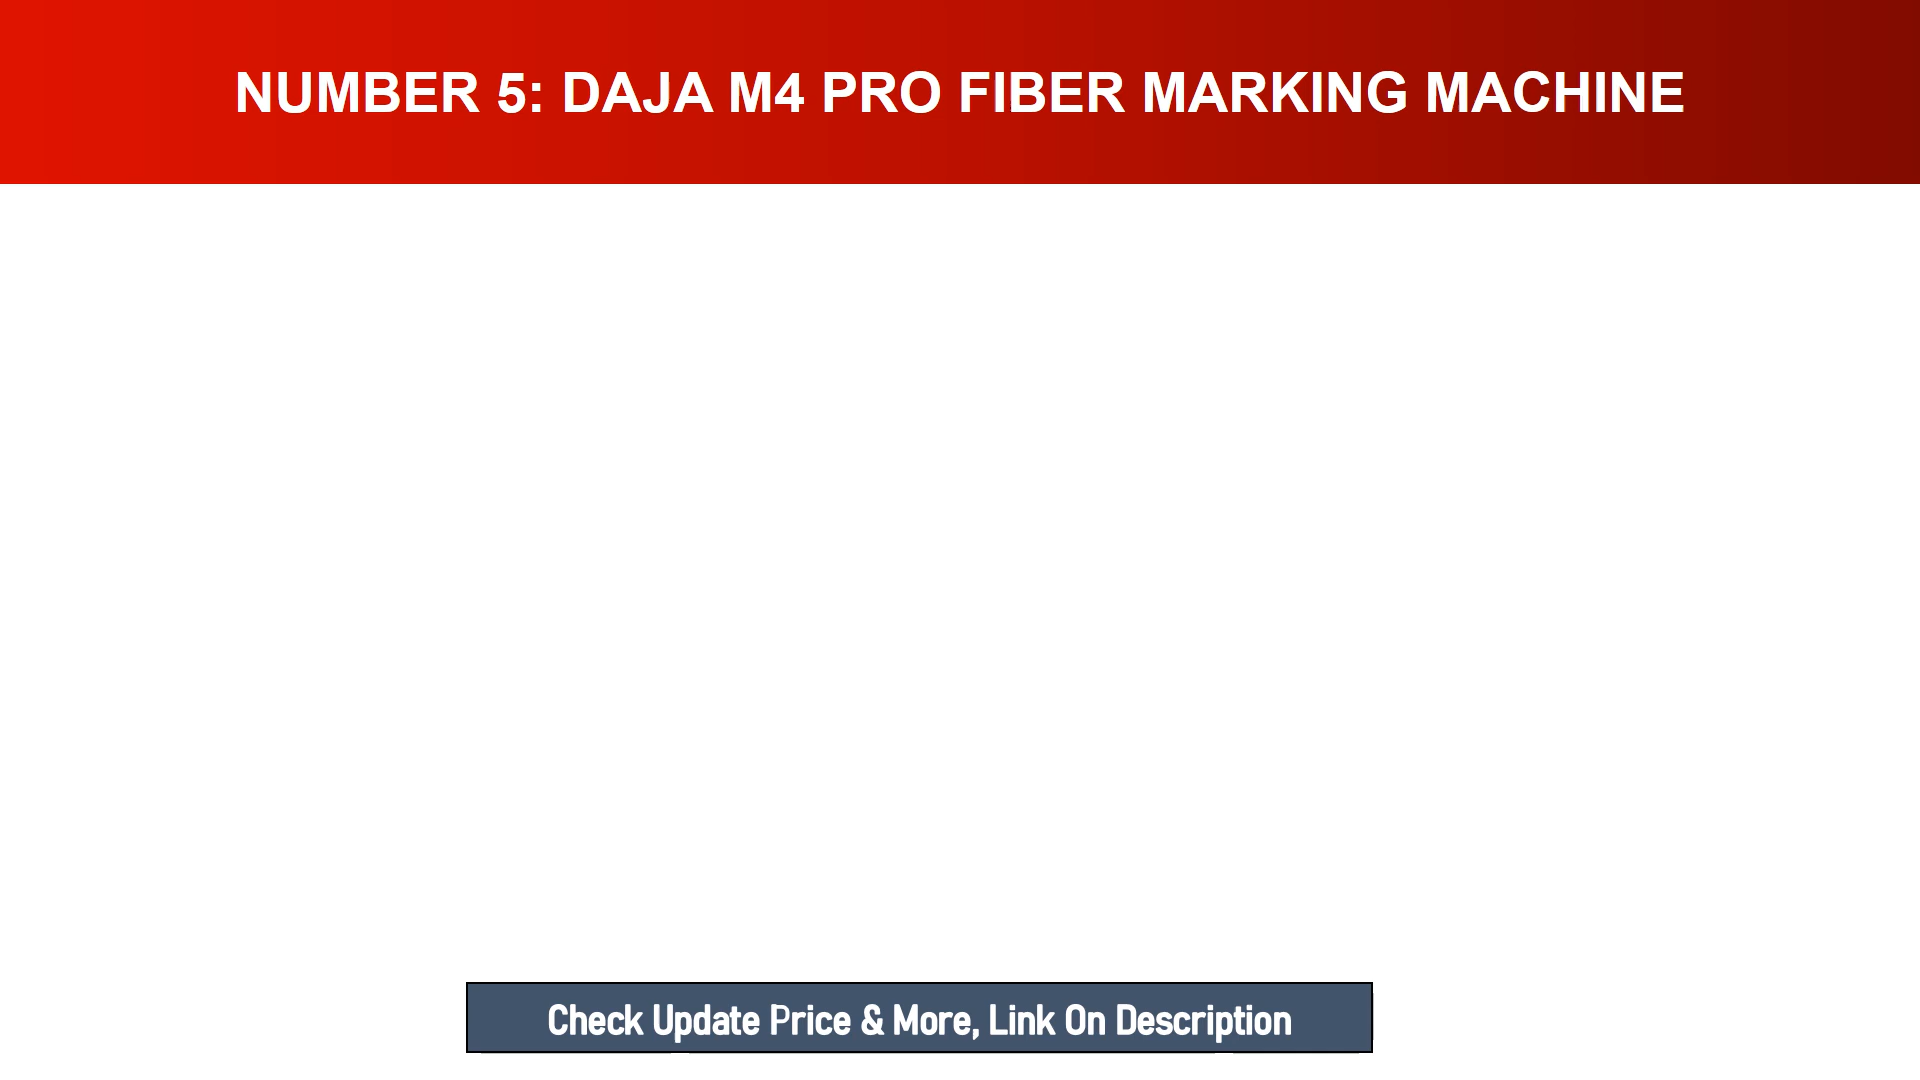 NUMBER 5: DAJA M4 PRO FIBER MARKING MACHINE
Check Update Price & More, Link On Description